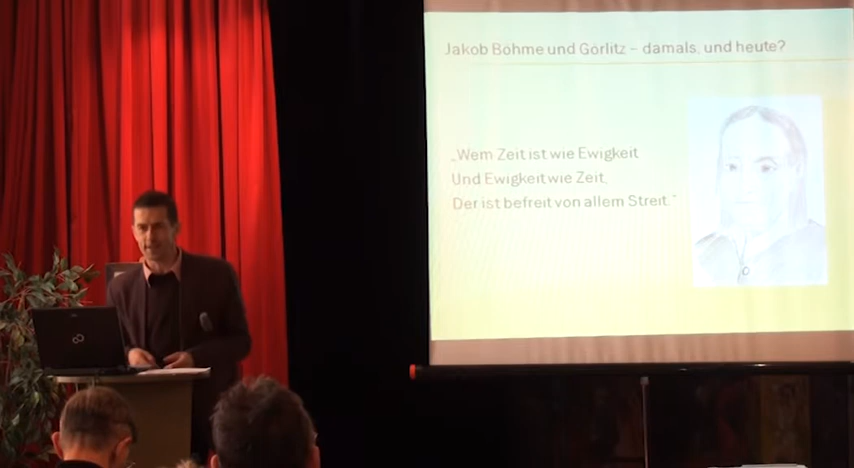 Jakob Böhme und Görlitz – damals, und heute?
„Wem Zeit ist wie Ewigkeit
Und Ewigkeit wie Zeit,
Der ist befreit von allem Streit."